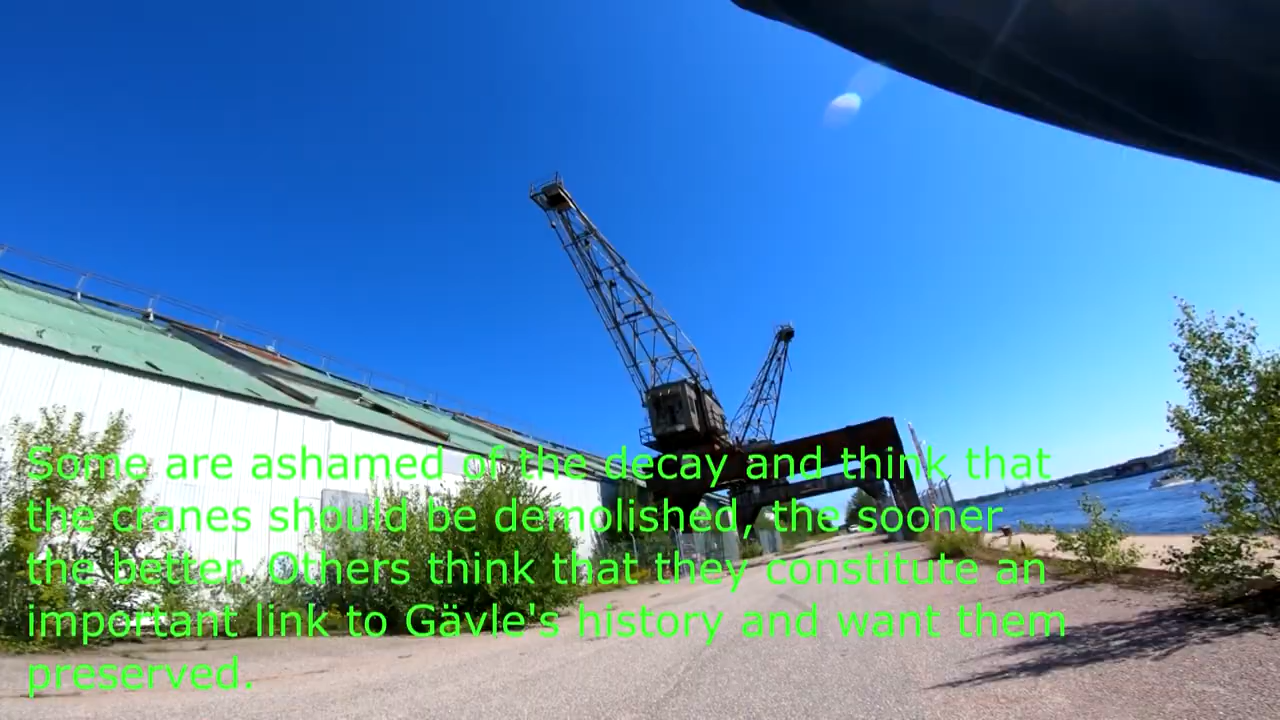 Some are ashamed of the decay and think that
the cranes should be demolished, the sooner
the better. Others think that they constitute an
important link to Gävle's history and want them
preserved.